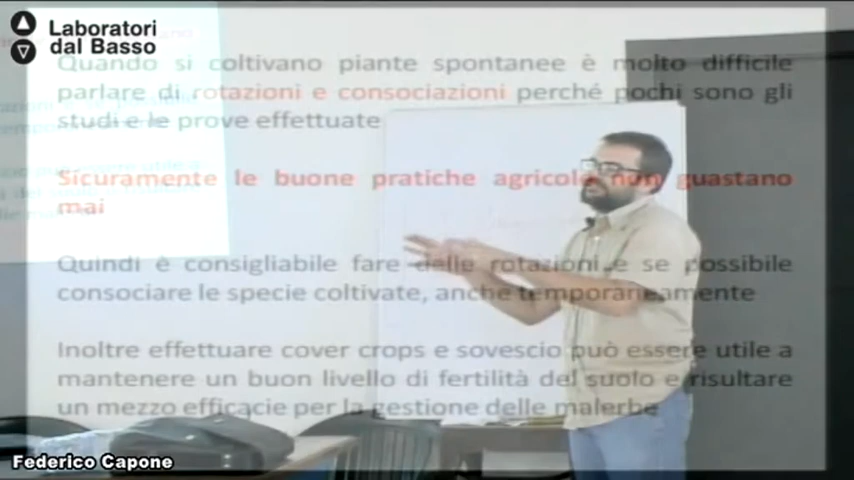 Laboratori
dal Basso
Quando si coltivano piante spontanee è molto difficile
parlare di rotazioni e consociazioni perché pochi sono gli
studi e le prove effettuate
Sicuramente le buone pratiche agricole non guastano
mai
Quindi è consigliabile fare delle rotazioni e se possibile
consociare le specie coltivate, anche temporaneamente
Inoltre effettuare cover crops e sovescio può essere utile a
mantenere un buon livello di fertilità del suolo e risultare
un mezzo efficacie per la gestione delle malerbe
Federico Capone